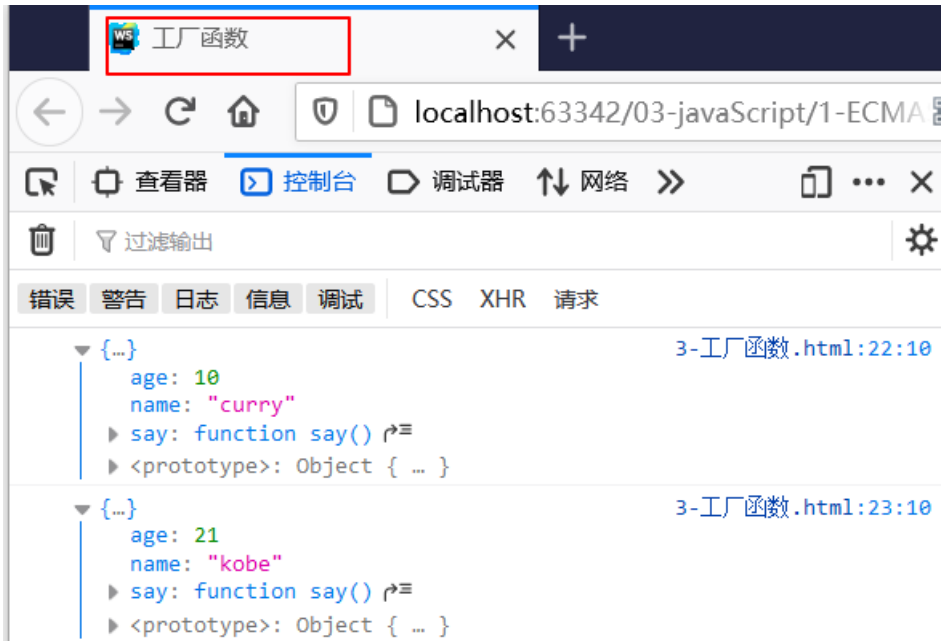 WS 工厂函数
localhost:63342/03-javaScript/1-ECMA
查看器 控制台 调试器 网络
过滤输出
错误 警告 日志 信息 调试 CSS XHR 请求
{…} 3-工厂函数.html:22:10
age: 10
name: "curry"
say: function say()
<prototype>: Object { … }
{…} 3-工厂函数.html:23:10
age: 21
name: "kobe"
say: function say()
<prototype>: Object { … }